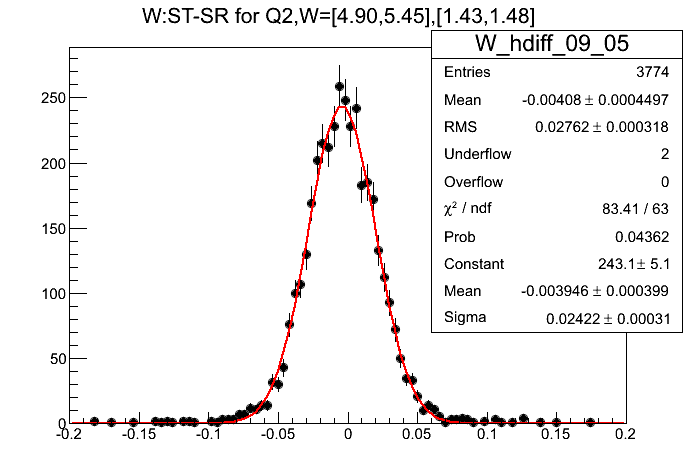 W:ST-SR for Q2,W=[4.90,5.45],[1.43,1.48]
W_hdiff_09_05
Entries 3774
Mean -0.00408 ± 0.0004497
RMS 0.02762 ± 0.000318
Underflow 2
Overflow 0
χ² / ndf 83.41 / 63
Prob 0.04362
Constant 243.1± 5.1
Mean -0.003946 ± 0.000399
Sigma 0.02422 ± 0.00031
250
200
150
100
50
0
-0.2 -0.15 -0.1 -0.05 0 0.05 0.1 0.15 0.2